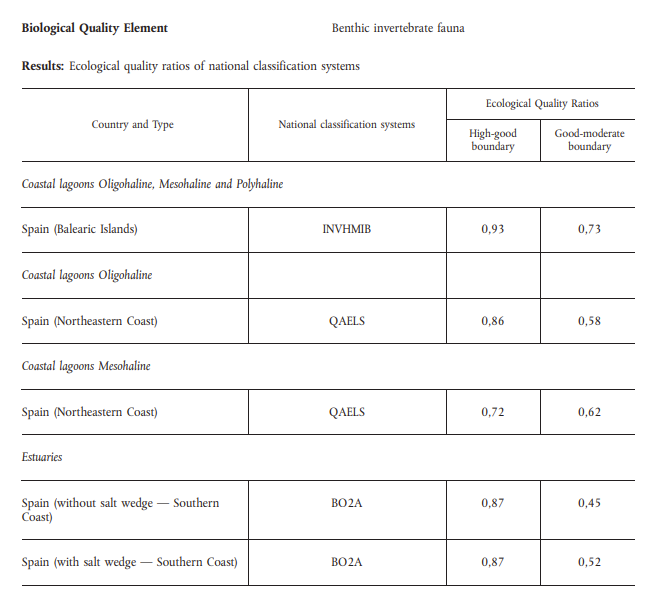 Biological Quality Element Benthic invertebrate fauna
Results: Ecological quality ratios of national classification systems
Country and Type National classification systems Ecological Quality Ratios
High-good boundary Good-moderate boundary
Coastal lagoons Oligohaline, Mesohaline and Polyhaline
Spain (Balearic Islands) INVHMIB 0,93 0,73
Coastal lagoons Oligohaline
Spain (Northeastern Coast) QAELS 0,86 0,58
Coastal lagoons Mesohaline
Spain (Northeastern Coast) QAELS 0,72 0,62
Estuaries
Spain (without salt wedge — Southern Coast) BO2A 0,87 0,45
Spain (with salt wedge — Southern Coast) BO2A 0,87 0,52